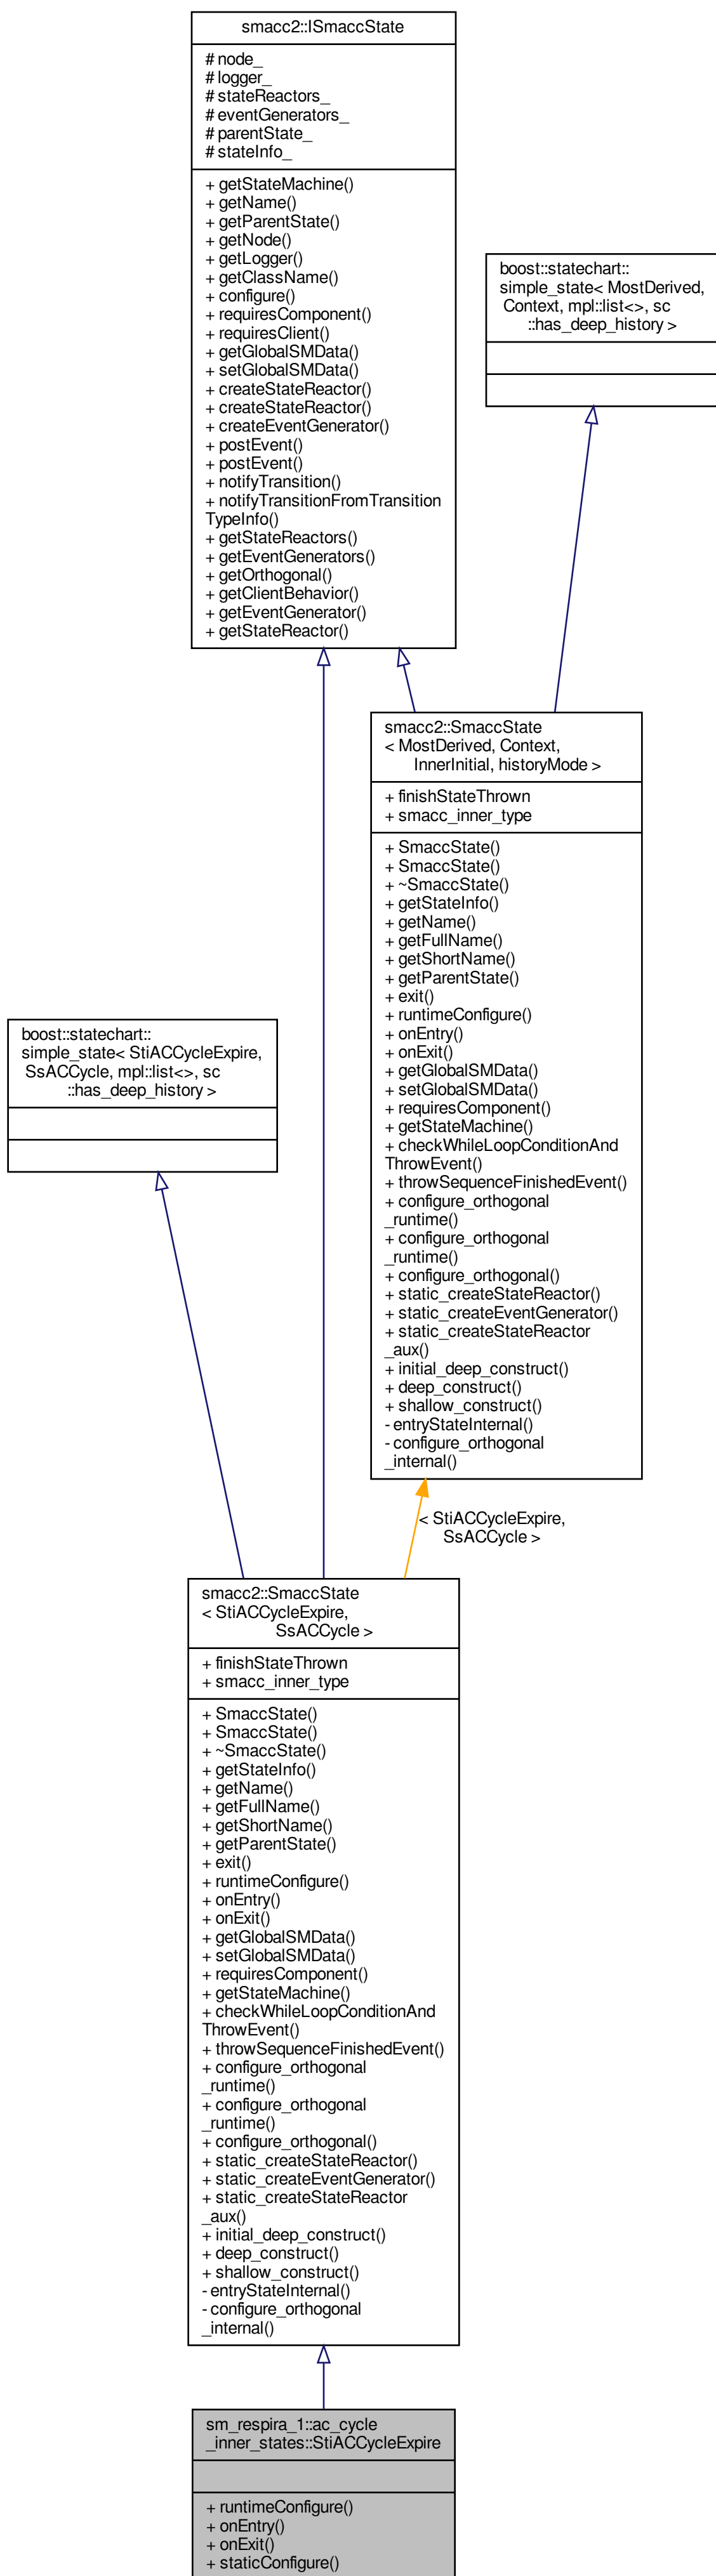 smacc2::ISmaccState
# node_
# logger_
# stateReactors_
# eventGenerators_
# parentState_
# stateInfo_
+ getStateMachine()
+ getName()
+ getParentState()
+ getNode()
+ getLogger()
+ getClassName()
+ configure()
+ requiresComponent()
+ requiresClient()
+ getGlobalSMData()
+ setGlobalSMData()
+ createStateReactor()
+ createStateReactor()
+ createEventGenerator()
+ postEvent()
+ postEvent()
+ notifyTransition()
+ notifyTransitionFromTransition
TypeInfo()
+ getStateReactors()
+ getEventGenerators()
+ getOrthogonal()
+ getClientBehavior()
+ getEventGenerator()
+ getStateReactor()
boost::statechart::
simple_state< MostDerived,
Context, mpl::list<>, sc
::has_deep_history >
smacc2::SmaccState
< MostDerived, Context,
InnerInitial, historyMode >
+ finishStateThrown
+ smacc_inner_type
+ SmaccState()
+ SmaccState()
+ ~SmaccState()
+ getStateInfo()
+ getName()
+ getFullName()
+ getShortName()
+ getParentState()
+ exit()
+ runtimeConfigure()
+ onEntry()
+ onExit()
+ getGlobalSMData()
+ setGlobalSMData()
+ requiresComponent()
+ getStateMachine()
+ checkWhileLoopConditionAnd
ThrowEvent()
+ throwSequenceFinishedEvent()
+ configure_orthogonal
_runtime()
+ configure_orthogonal
_runtime()
+ configure_orthogonal()
+ static_createStateReactor()
+ static_createEventGenerator()
+ static_createStateReactor
_aux()
+ initial_deep_construct()
+ deep_construct()
+ shallow_construct()
- entryStateInternal()
- configure_orthogonal
_internal()
boost::statechart::
simple_state< StiACCycleExpire,
SsACCycle, mpl::list<>, sc
::has_deep_history >
< StiACCycleExpire,
SsACCycle >
smacc2::SmaccState
< StiACCycleExpire,
SsACCycle >
+ finishStateThrown
+ smacc_inner_type
+ SmaccState()
+ SmaccState()
+ ~SmaccState()
+ getStateInfo()
+ getName()
+ getFullName()
+ getShortName()
+ getParentState()
+ exit()
+ runtimeConfigure()
+ onEntry()
+ onExit()
+ getGlobalSMData()
+ setGlobalSMData()
+ requiresComponent()
+ getStateMachine()
+ checkWhileLoopConditionAnd
ThrowEvent()
+ throwSequenceFinishedEvent()
+ configure_orthogonal
_runtime()
+ configure_orthogonal
_runtime()
+ configure_orthogonal()
+ static_createStateReactor()
+ static_createEventGenerator()
+ static_createStateReactor
_aux()
+ initial_deep_construct()
+ deep_construct()
+ shallow_construct()
- entryStateInternal()
- configure_orthogonal
_internal()
sm_respira_1::ac_cycle
_inner_states::StiACCycleExpire
+ runtimeConfigure()
+ onEntry()
+ onExit()
+ staticConfigure()